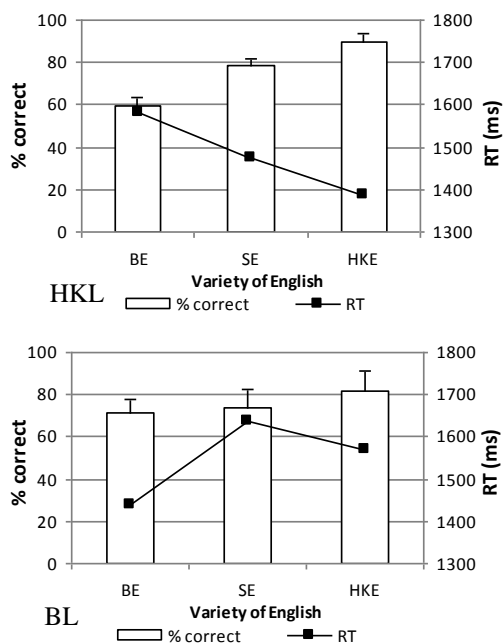 100 1800
80 1700
60 1600
40 1500
20 1400
0 1300
% correct
RT (ms)
BE SE HKE
Variety of English
HKL
% correct RT
100 1800
80 1700
60 1600
40 1500
20 1400
0 1300
% correct
RT (ms)
BE SE HKE
Variety of English
BL
% correct RT